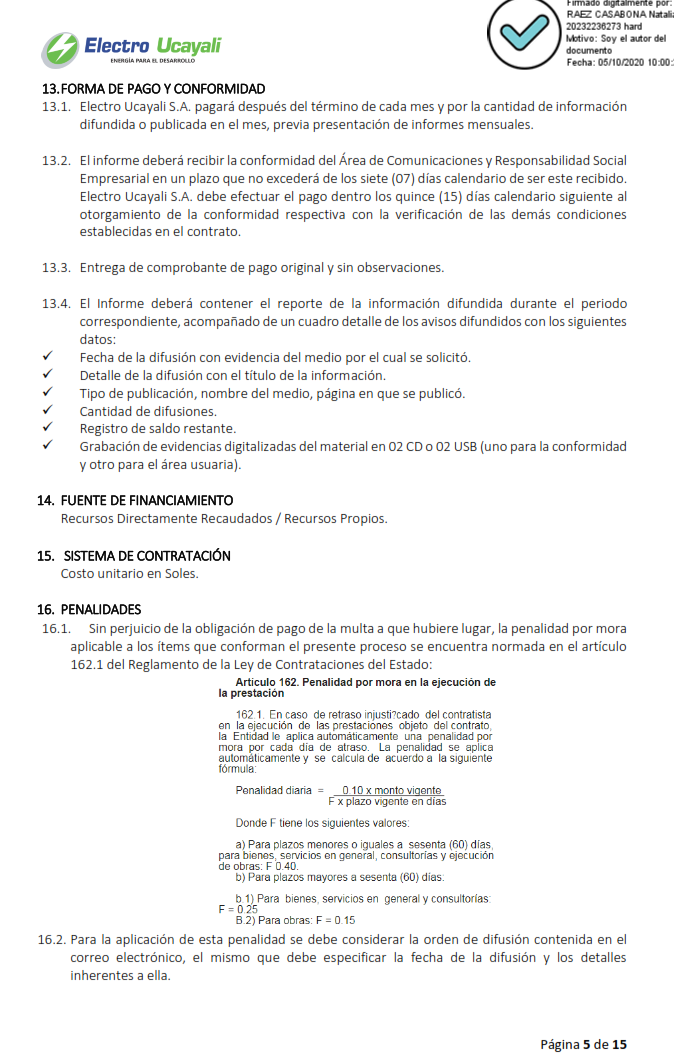 Firmado digitalmente por:
RAEZ CASABONA Natali
20232236273 hard
Motivo: Soy el autor del
documento
Fecha: 05/10/2020 10:00:
Electro Ucayali
ENERGÍA PARA EL DESARROLLO
13.FORMA DE PAGO Y CONFORMIDAD
13.1. Electro Ucayali S.A. pagará después del término de cada mes y por la cantidad de información
difundida o publicada en el mes, previa presentación de informes mensuales.
13.2. El informe deberá recibir la conformidad del Área de Comunicaciones y Responsabilidad Social
Empresarial en un plazo que no excederá de los siete (07) días calendario de ser este recibido.
Electro Ucayali S.A. debe efectuar el pago dentro los quince (15) días calendario siguiente al
otorgamiento de la conformidad respectiva con la verificación de las demás condiciones
establecidas en el contrato.
13.3. Entrega de comprobante de pago original y sin observaciones.
13.4. El Informe deberá contener el reporte de la información difundida durante el periodo
correspondiente, acompañado de un cuadro detalle de los avisos difundidos con los siguientes
datos:
✓ Fecha de la difusión con evidencia del medio por el cual se solicitó.
✓ Detalle de la difusión con el título de la información.
✓ Tipo de publicación, nombre del medio, página en que se publicó.
✓ Cantidad de difusiones.
✓ Registro de saldo restante.
✓ Grabación de evidencias digitalizadas del material en 02 CD o 02 USB (uno para la conformidad
y otro para el área usuaria).
14. FUENTE DE FINANCIAMIENTO
Recursos Directamente Recaudados / Recursos Propios.
15. SISTEMA DE CONTRATACIÓN
Costo unitario en Soles.
16. PENALIDADES
16.1. Sin perjuicio de la obligación de pago de la multa a que hubiere lugar, la penalidad por mora
aplicable a los ítems que conforman el presente proceso se encuentra normada en el artículo
162.1 del Reglamento de la Ley de Contrataciones del Estado:
Artículo 162. Penalidad por mora en la ejecución de
la prestación
162.1. En caso de retraso injusti?cado del contratista
en la ejecución de las prestaciones objeto del contrato,
la Entidad le aplica automáticamente una penalidad por
mora por cada día de atraso. La penalidad se aplica
automáticamente y se calcula de acuerdo a la siguiente
fórmula:
Penalidad diaria = 0.10 x monto vigente
F x plazo vigente en días
Donde F tiene los siguientes valores:
a) Para plazos menores o iguales a sesenta (60) días,
para bienes, servicios en general, consultorías y ejecución
de obras: F 0.40.
b) Para plazos mayores a sesenta (60) días:
b.1) Para bienes, servicios en general y consultorías:
F = 0.25
B.2) Para obras: F = 0.15
16.2. Para la aplicación de esta penalidad se debe considerar la orden de difusión contenida en el
correo electrónico, el mismo que debe especificar la fecha de la difusión y los detalles
inherentes a ella.
Página 5 de 15